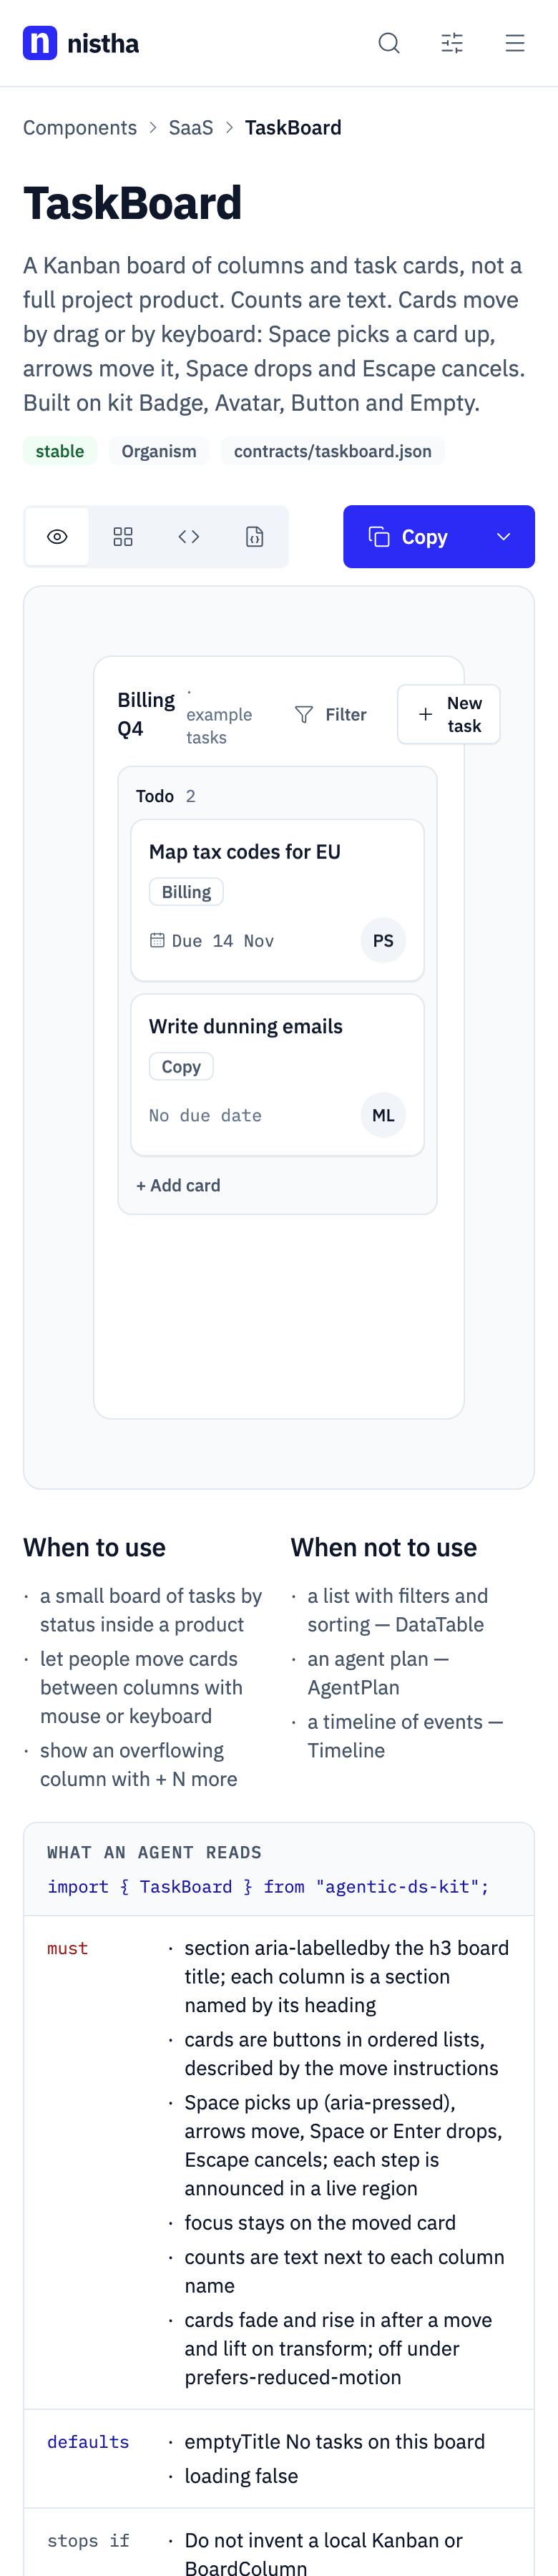 n nistha
Components > SaaS > TaskBoard
TaskBoard
A Kanban board of columns and task cards, not a
full project product. Counts are text. Cards move
by drag or by keyboard: Space picks a card up,
arrows move it, Space drops and Escape cancels.
Built on kit Badge, Avatar, Button and Empty.
stable Organism contracts/taskboard.json
Copy
Billing
Q4
·
example
tasks
Filter
+ New
task
Todo 2
Map tax codes for EU
Billing
Due 14 Nov PS
Write dunning emails
Copy
No due date ML
+ Add card
When to use
· a small board of tasks by
status inside a product
· let people move cards
between columns with
mouse or keyboard
· show an overflowing
column with + N more
When not to use
· a list with filters and
sorting — DataTable
· an agent plan —
AgentPlan
· a timeline of events —
Timeline
WHAT AN AGENT READS
import { TaskBoard } from "agentic-ds-kit";
must
· section aria-labelledby the h3 board
title; each column is a section
named by its heading
· cards are buttons in ordered lists,
described by the move instructions
· Space picks up (aria-pressed),
arrows move, Space or Enter drops,
Escape cancels; each step is
announced in a live region
· focus stays on the moved card
· counts are text next to each column
name
· cards fade and rise in after a move
and lift on transform; off under
prefers-reduced-motion
defaults
· emptyTitle No tasks on this board
· loading false
stops if
· Do not invent a local Kanban or
BoardColumn